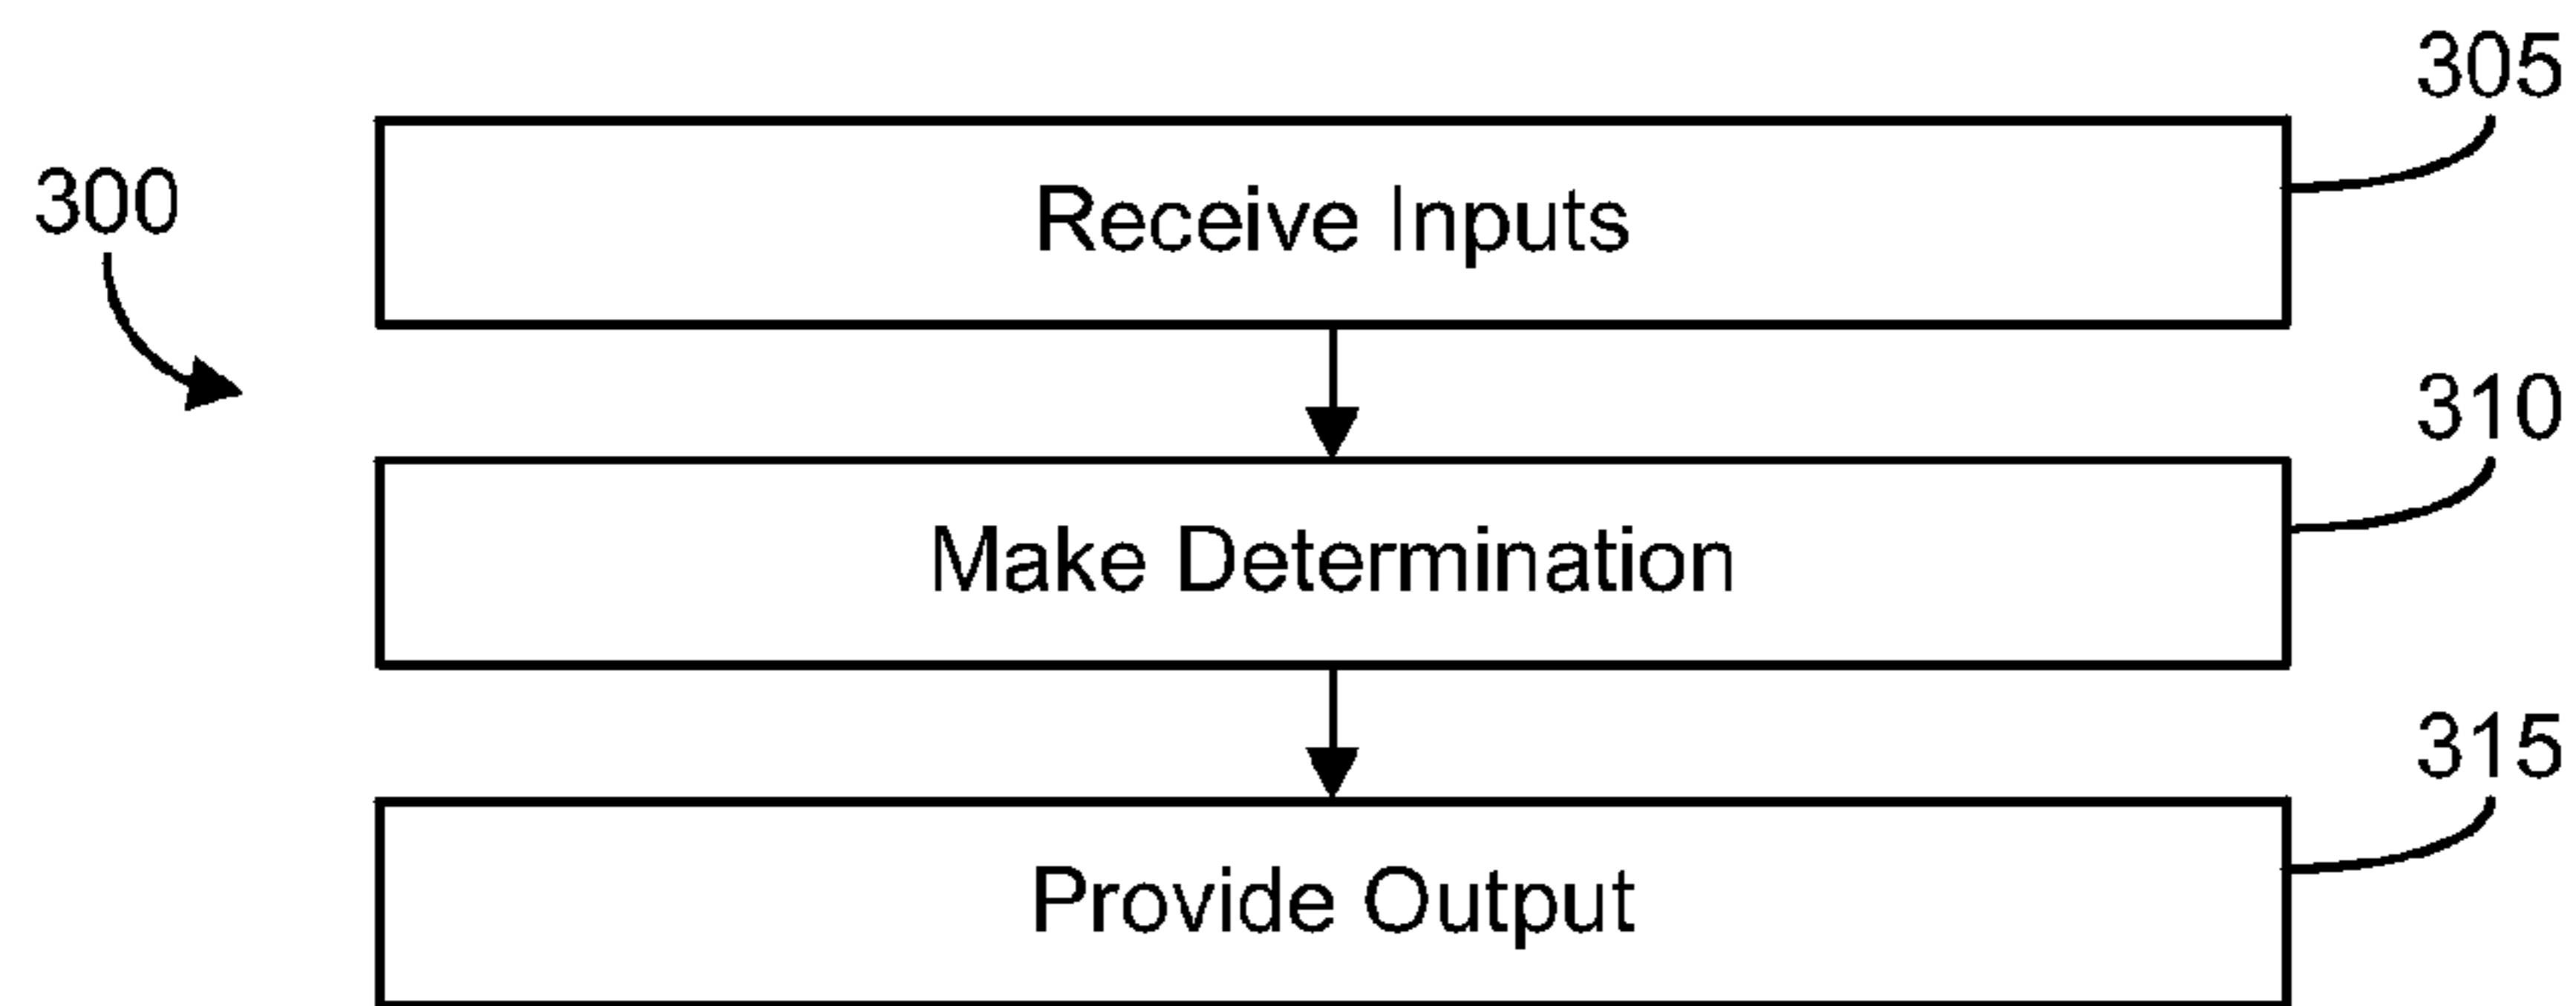 305
300
Receive Inputs
310
Make Determination
315
Provide Output